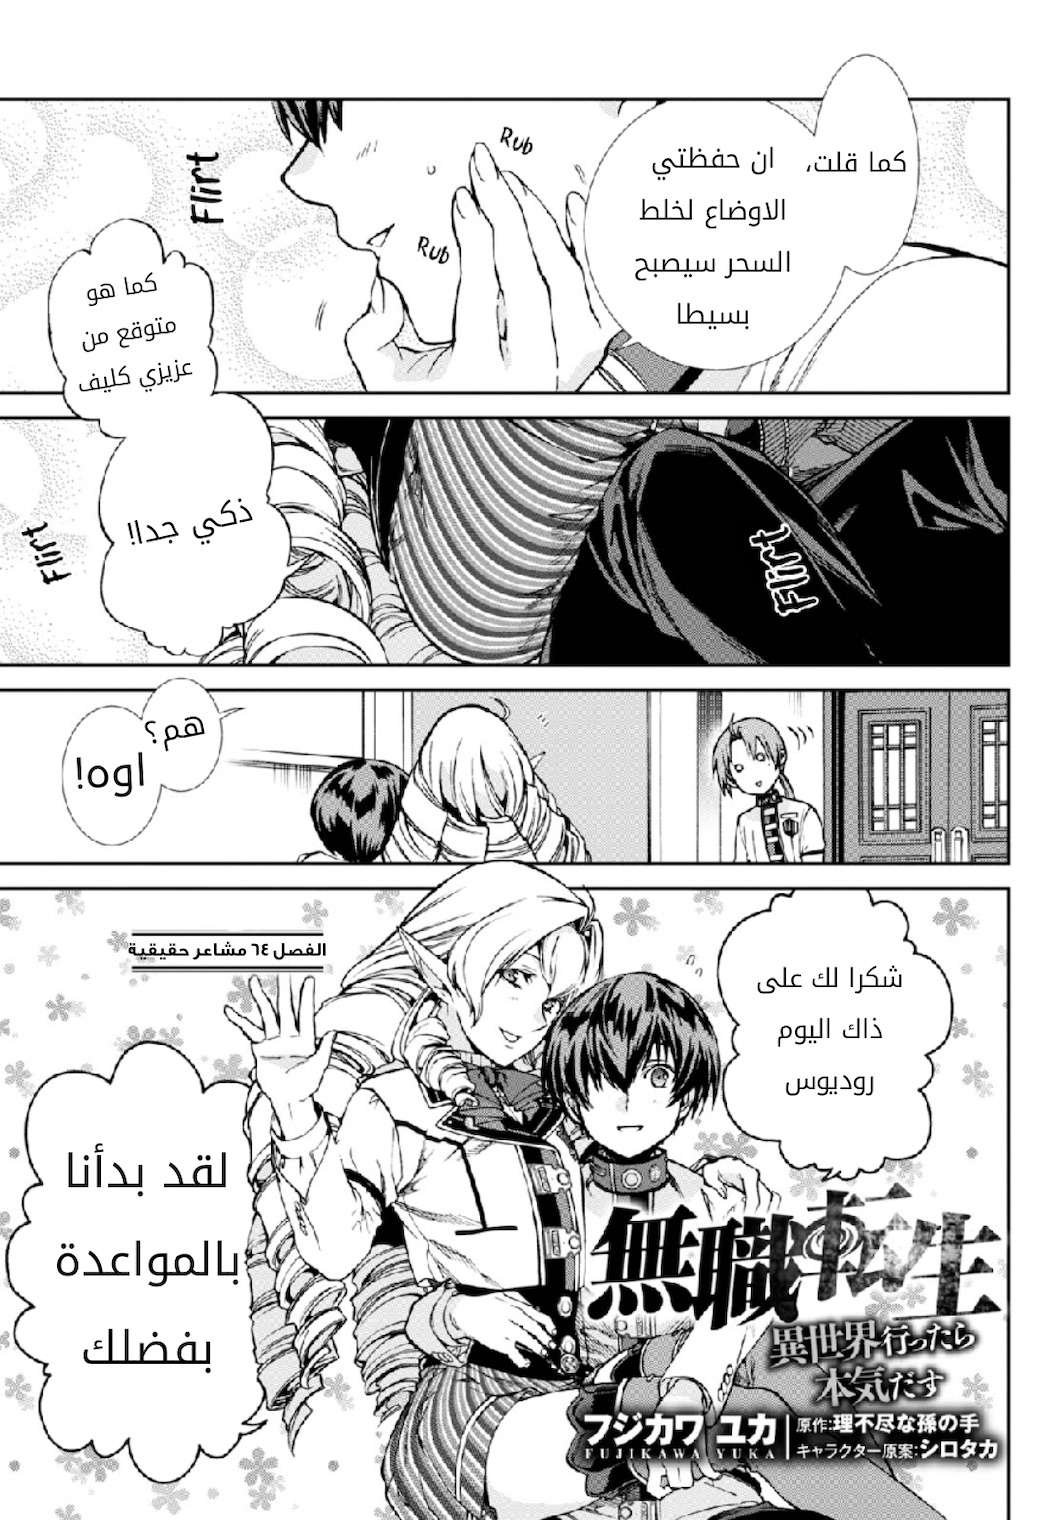 كما قلت،
ان حفظتي
الاوضاع لخلط
السحر سيصبح
بسيطا
Rub
Rub
Flirt
كما هو
متوقع من
عزيزي كليف
ذكي جدا!
Flirt
Flirt
هم؟
اوه!
الفصل ٦٤ مشاعر حقيقية
شكرا لك على
ذاك اليوم
روديوس
لقد بدأنا
بالمواعدة
بفضلك
無職転生
異世界行ったら
本気だす
フジカワ ユカ
FUJIKAWA YUKA
原作:理不尽な孫の手
キャラクター原案:シロタカ